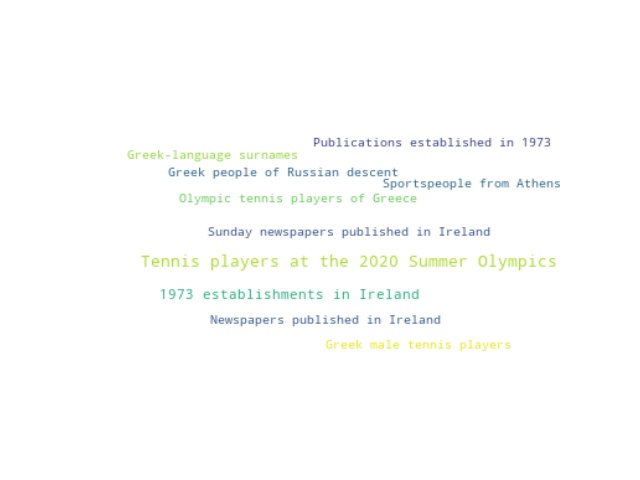 Publications established in 1973
Greek-language surnames
Greek people of Russian descent
Sportspeople from Athens
Olympic tennis players of Greece
Sunday newspapers published in Ireland
Tennis players at the 2020 Summer Olympics
1973 establishments in Ireland
Newspapers published in Ireland
Greek male tennis players